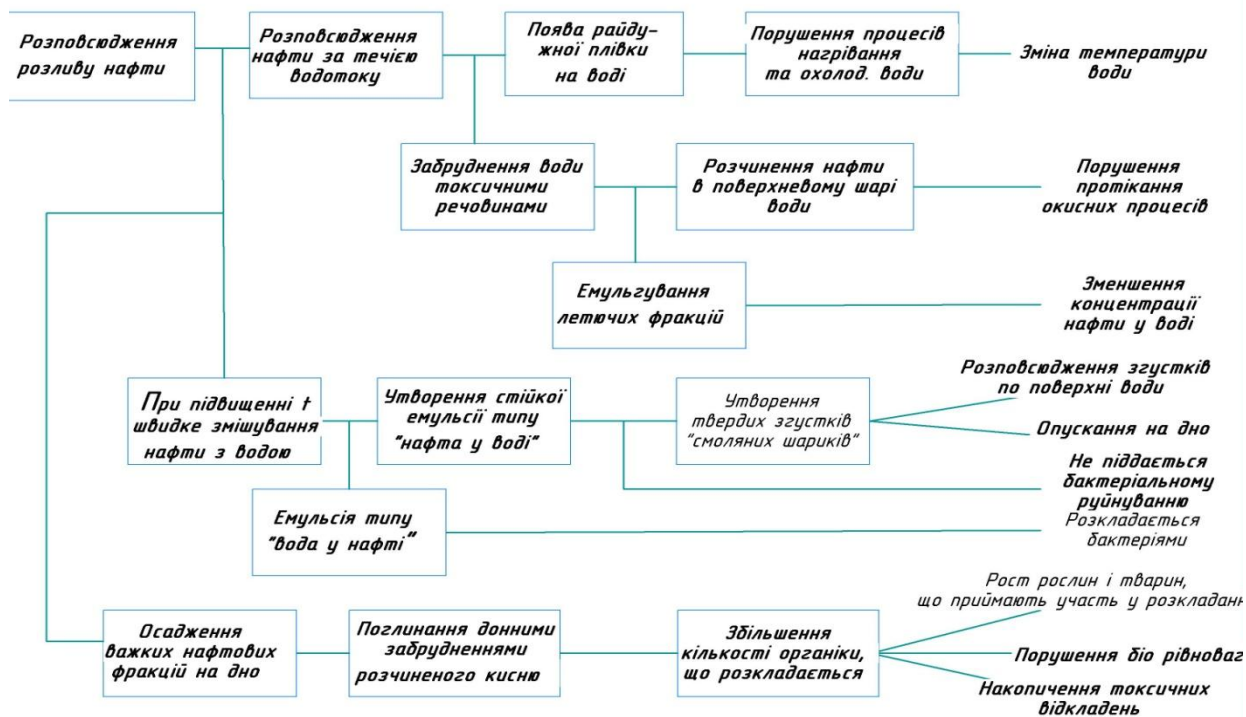 Розповсюдження
розливу нафти
Розповсюдження
нафти за течією
водотоку
Поява райду-
жної плівки
на воді
Порушення процесів
нагрівання
та охолод. води
Зміна температури
води
Забруднення води
токсичними
речовинами
Розчинення нафти
в поверхневому шарі
води
Порушення
протікання
окисних процесів
Емульгування
летючих фракцій
Зменшення
концентрації
нафти у воді
При підвищенні t
швидке змішування
нафти з водою
Утворення стійкої
емульсії типу
"нафта у воді"
Утворення
твердих згустків
"смоляних шариків"
Розповсюдження згустків
по поверхні води
Опускання на дно
Не піддається
бактеріальному
руйнуванню
Емульсія типу
"вода у нафті"
Розкладається
бактеріями
Осадження
важких нафтових
фракцій на дно
Поглинання донними
забрудненнями
розчиненого кисню
Збільшення
кількості органіки,
що розкладається
Рост рослин і тварин,
що приймають участь у розкладанн
Порушення біо рівноваг
Накопичення токсичних
відкладень